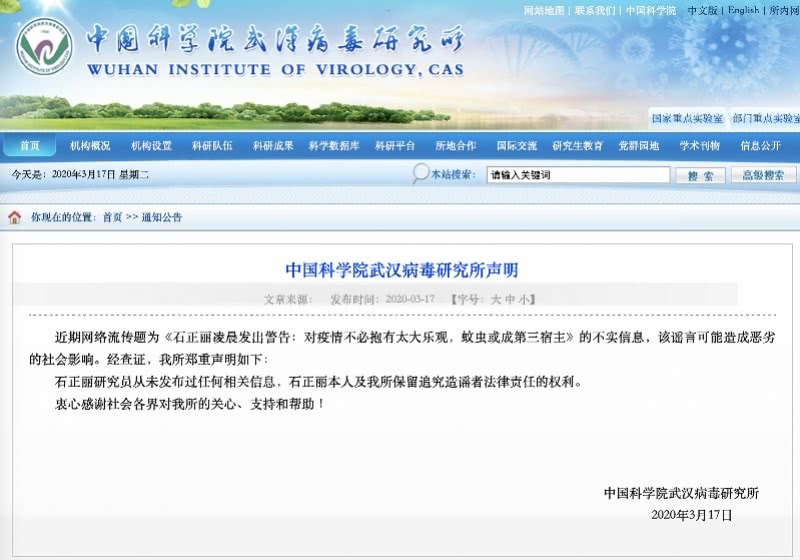 网站地图 | 联系我们 | 中国科学院 中文版 | English | 所内网
中国科学院武汉病毒研究所
WUHAN INSTITUTE OF VIROLOGY, CAS
国家重点实验室 部门重点实验室
首页 机构概况 机构设置 科研队伍 科研成果 科学数据库 科研平台 所地合作 国际交流 研究生教育 党群园地 学术刊物 信息公开
今天是：2020年3月17日 星期二 本站搜索： 请输入关键词 搜 索 高级搜索
你现在的位置：首页 >> 通知公告
中国科学院武汉病毒研究所声明
文章来源： 发布时间：2020-03-17 【字号：大 中 小】
近期网络流传题为《石正丽凌晨发出警告：对疫情不必抱有太大乐观，蚊虫或成第三宿主》的不实信息，该谣言可能造成恶劣
的社会影响。经查证，我所郑重声明如下：
石正丽研究员从未发布过任何相关信息，石正丽本人及我所保留追究造谣者法律责任的权利。
衷心感谢社会各界对我所的关心、支持和帮助！
中国科学院武汉病毒研究所
2020年3月17日